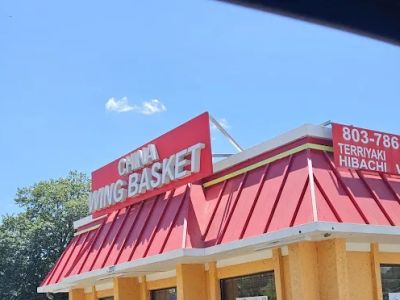 CHINA
WING BASKET
803-786
TERRIYAKI
HIBACHI W